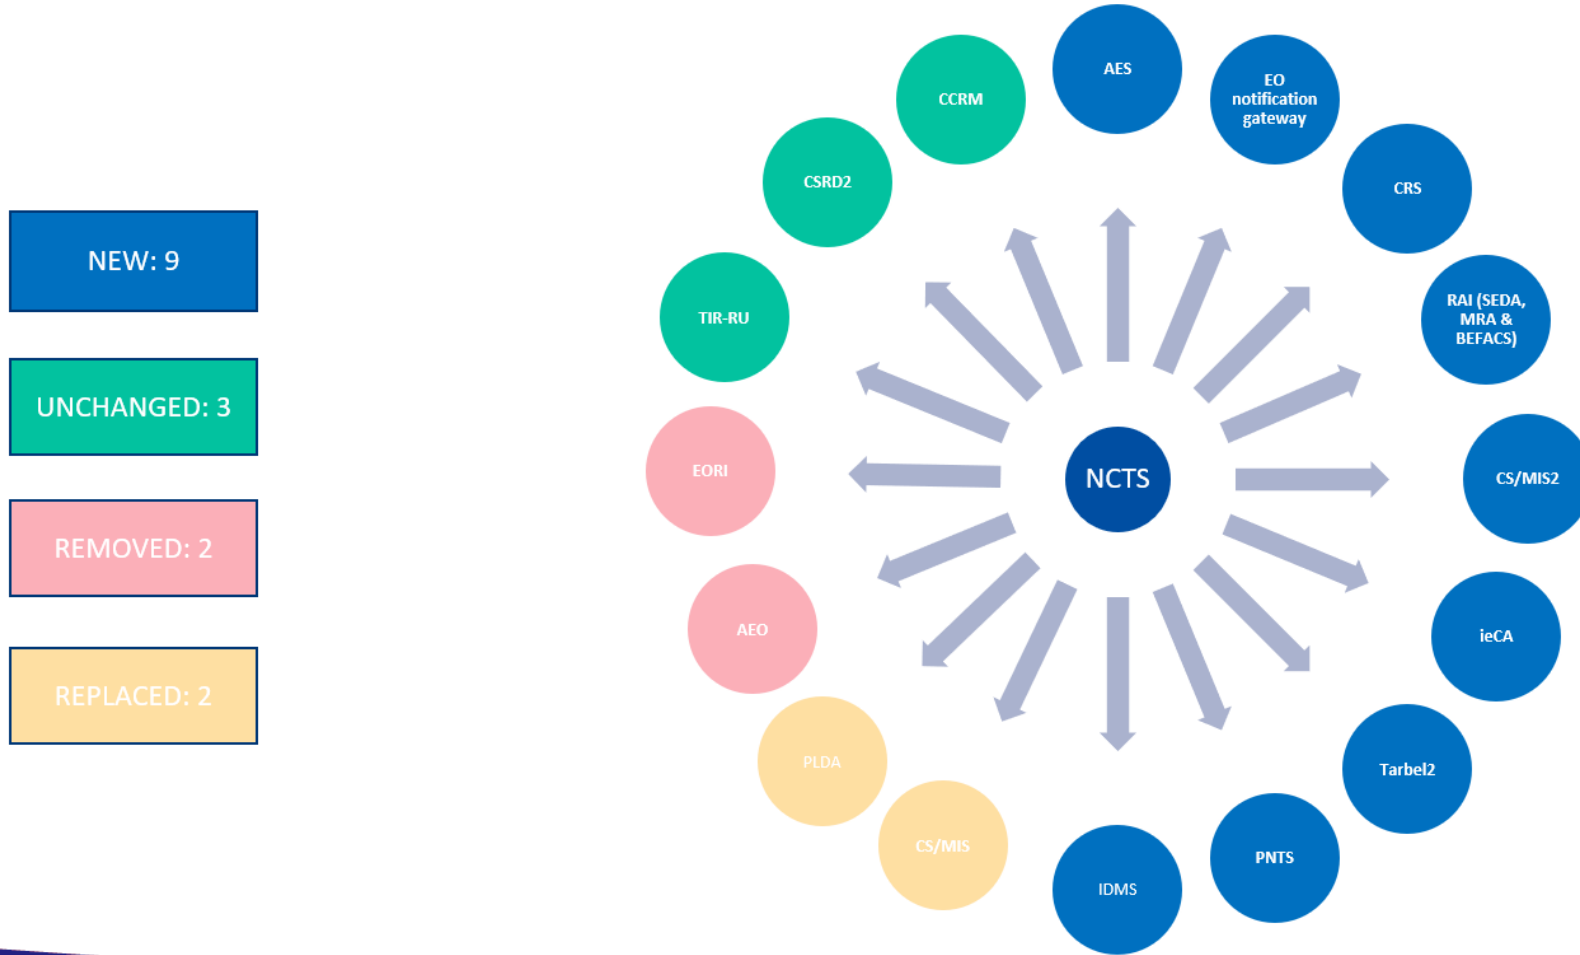 NEW: 9
UNCHANGED: 3
REMOVED: 2
REPLACED: 2
AES
EO
notification
gateway
CRS
RAI (SEDA,
MRA &
BEFACS)
CS/MIS2
ieCA
Tarbel2
PNTS
IDMS
CS/MIS
PLDA
AEO
EORI
TIR-RU
CSRD2
CCRM
NCTS